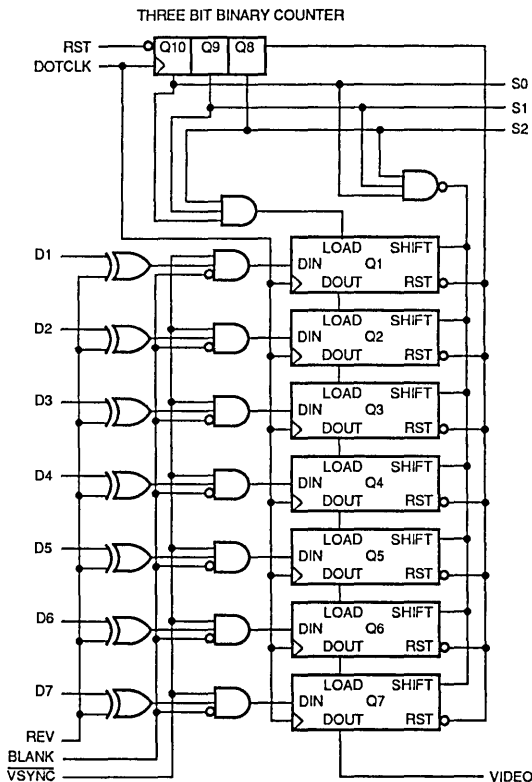 THREE BIT BINARY COUNTER
RST Q10 Q9 Q8
DOTCLK
S0
S1
S2
LOAD SHIFT
D1 DIN Q1
DOUT RST
LOAD SHIFT
D2 DIN Q2
DOUT RST
LOAD SHIFT
D3 DIN Q3
DOUT RST
LOAD SHIFT
D4 DIN Q4
DOUT RST
LOAD SHIFT
D5 DIN Q5
DOUT RST
LOAD SHIFT
D6 DIN Q6
DOUT RST
LOAD SHIFT
D7 DIN Q7
DOUT RST
REV
BLANK
VSYNC VIDEO